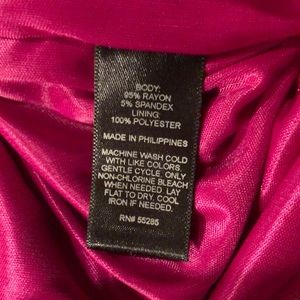 BODY:
95% RAYON
5% SPANDEX
LINING:
100% POLYESTER
MADE IN PHILIPPINES
MACHINE WASH COLD
WITH LIKE COLORS.
GENTLE CYCLE. ONLY
NON-CHLORINE BLEACH
WHEN NEEDED. LAY
FLAT TO DRY. COOL
IRON IF NEEDED.
RN# 55285